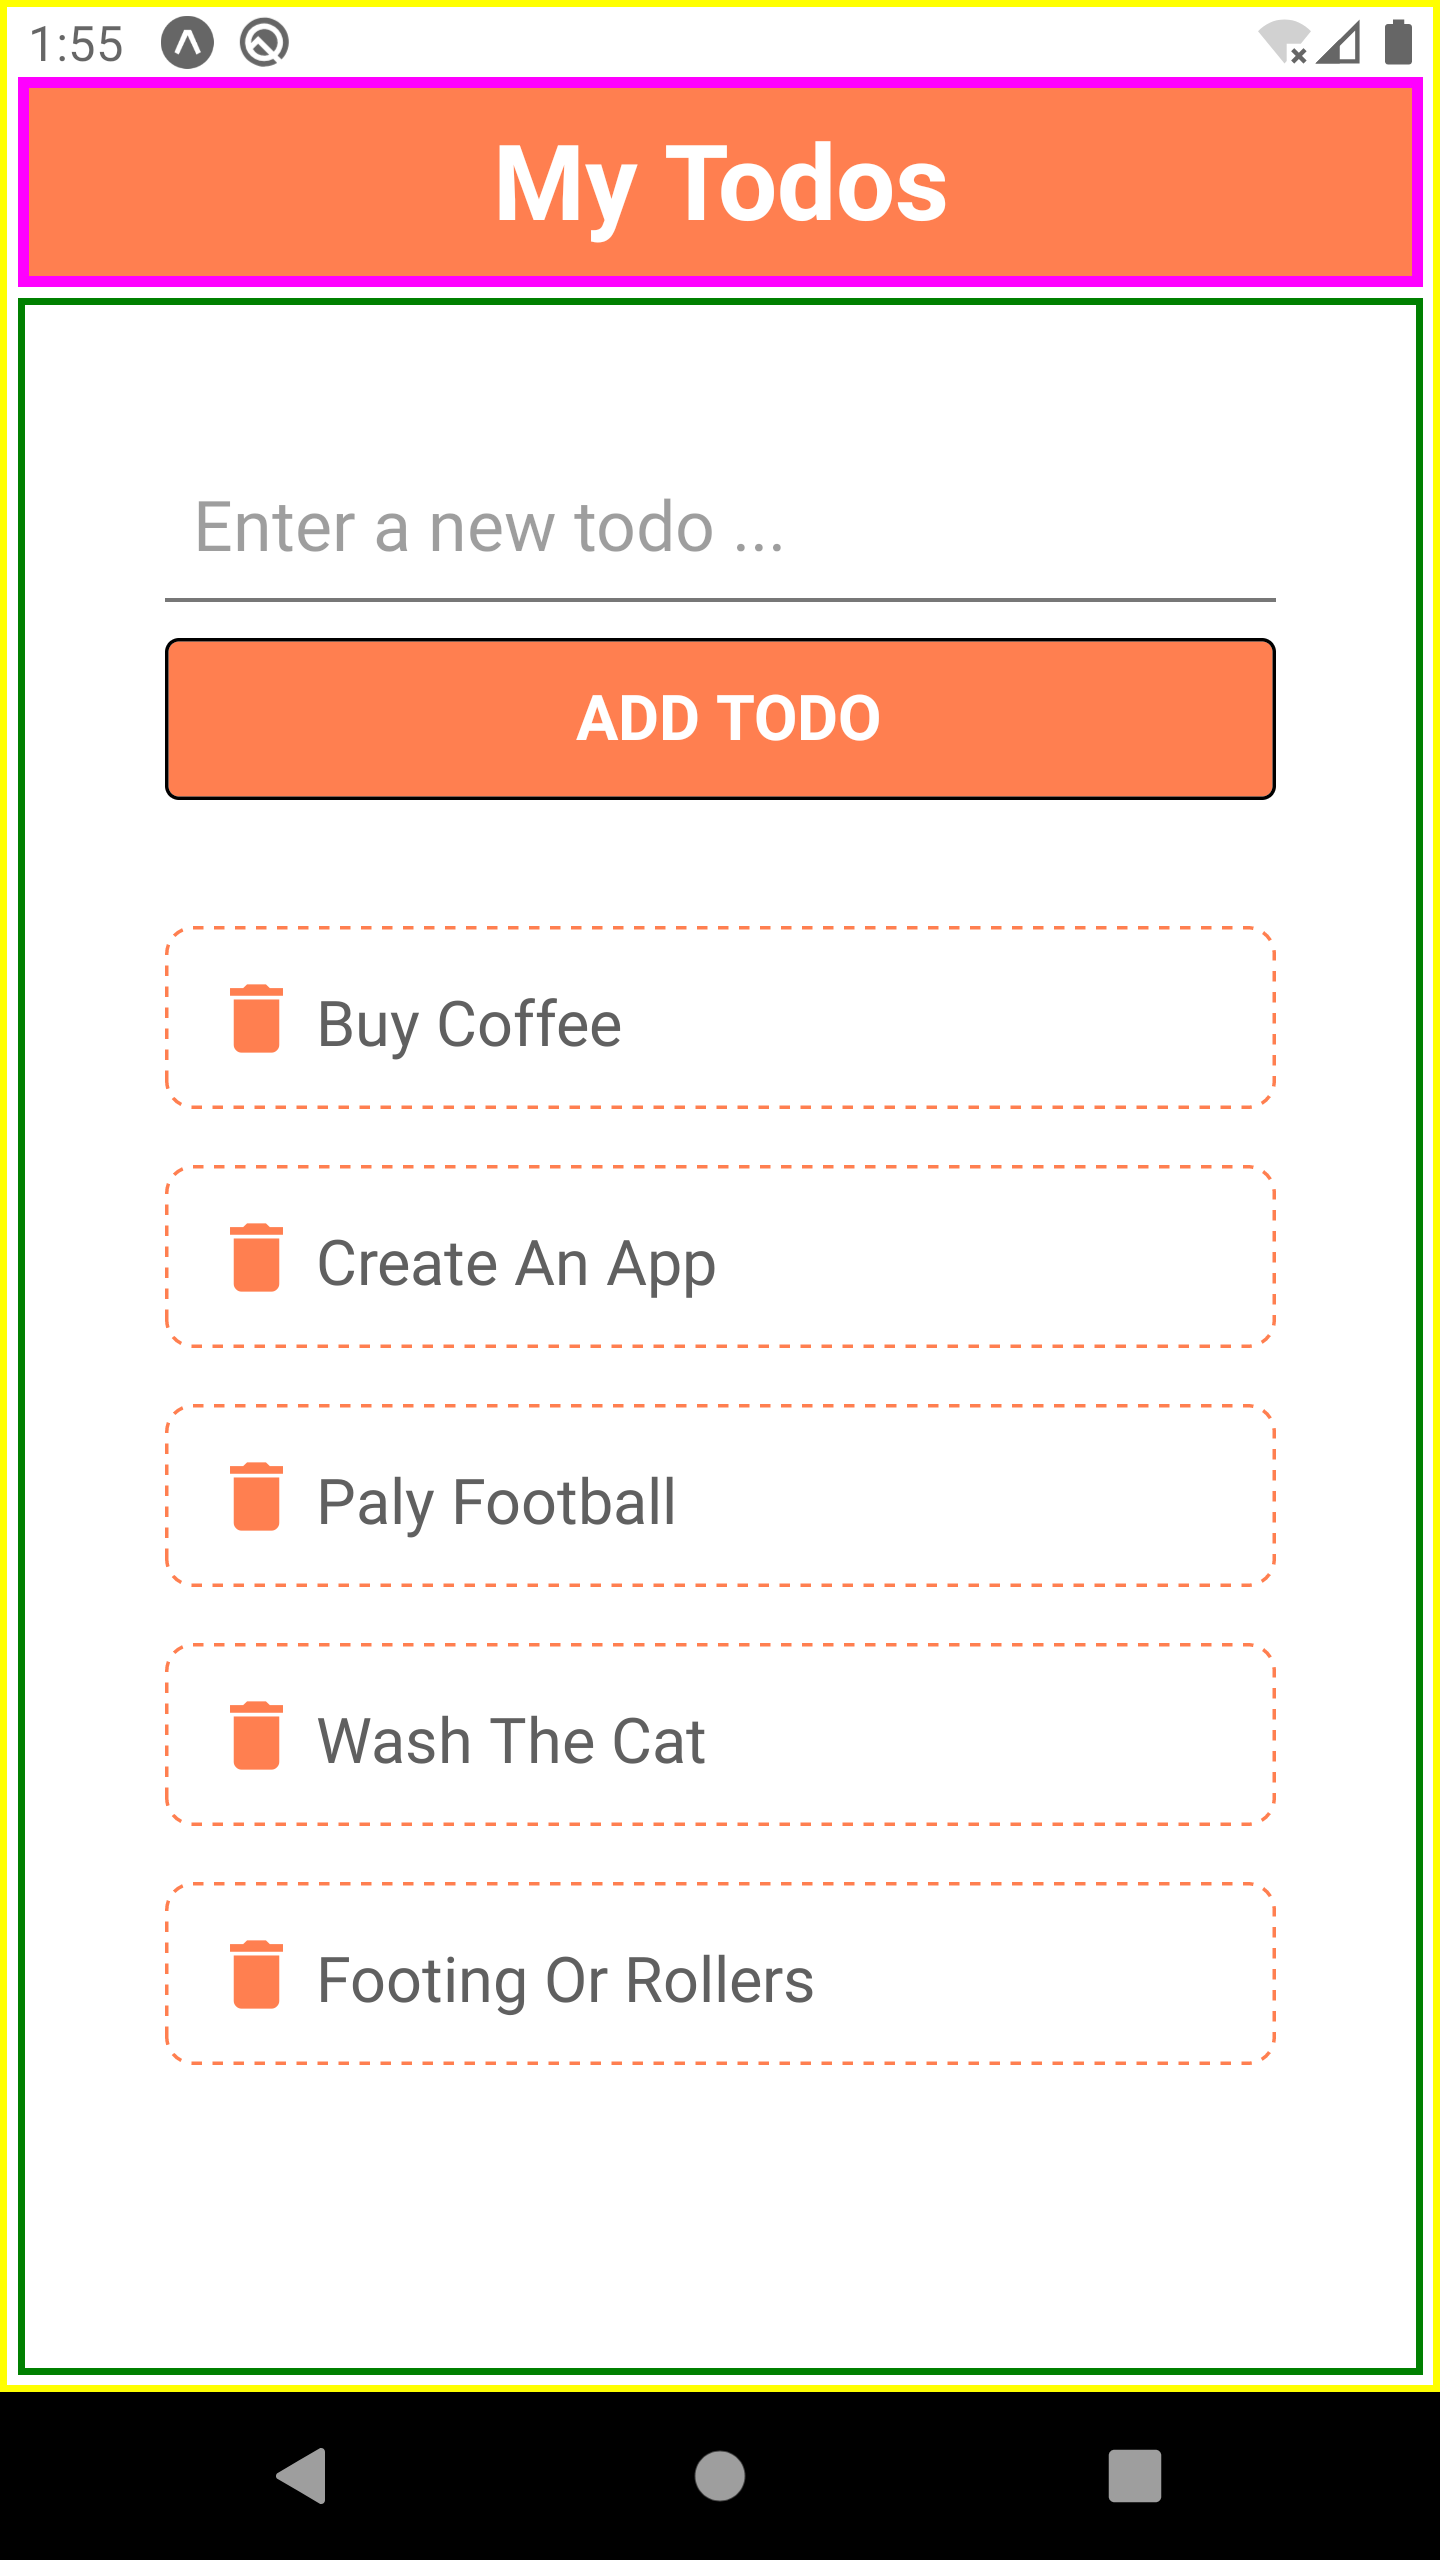 1:55
My Todos
Enter a new todo ...
ADD TODO
Buy Coffee
Create An App
Paly Football
Wash The Cat
Footing Or Rollers